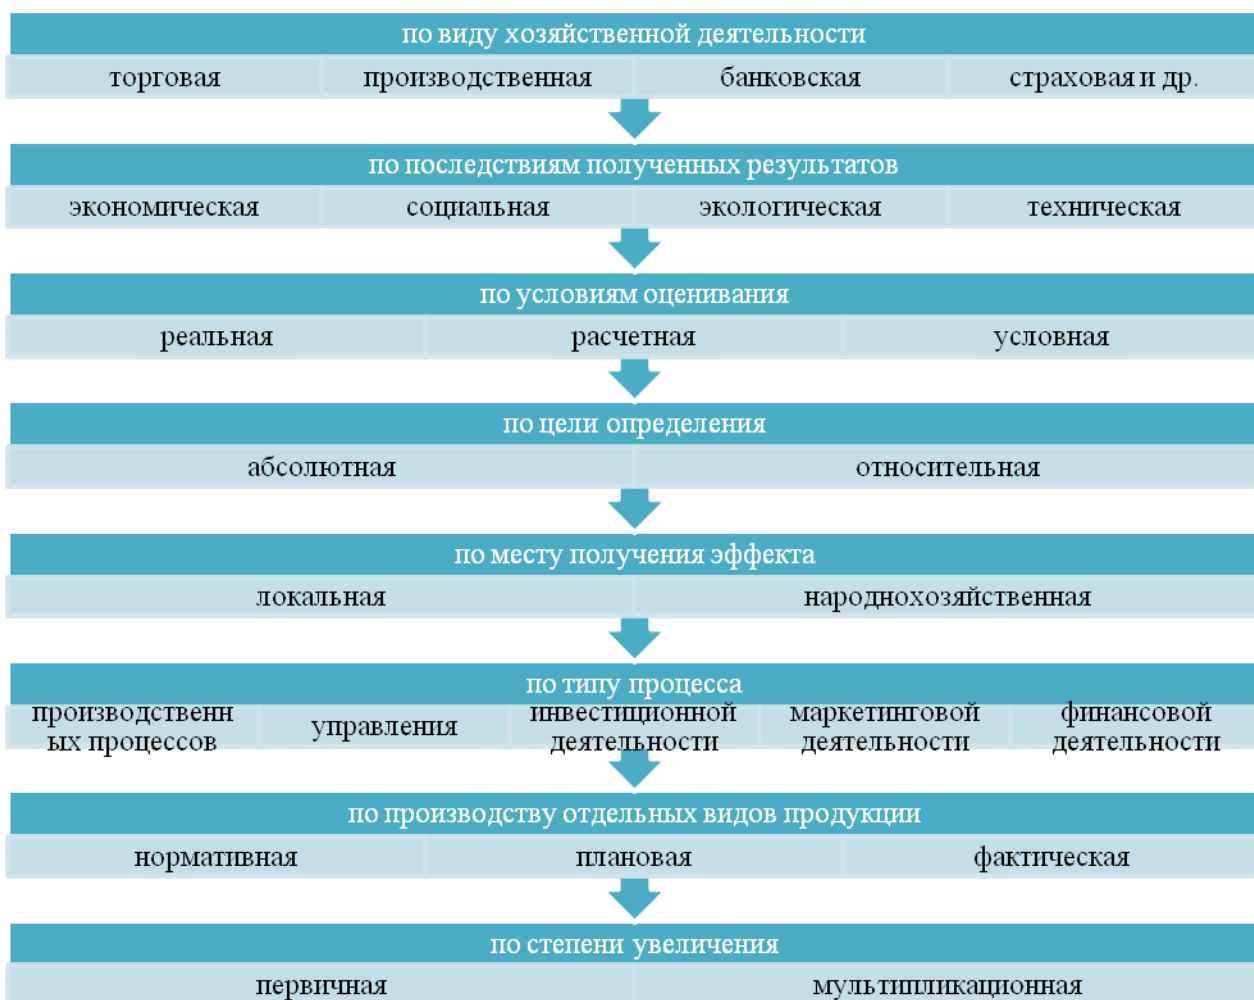 по виду хозяйственной деятельности
торговая производственная банковская страховая и др.
по последствиям полученных результатов
экономическая социальная экологическая техническая
по условиям оценивания
реальная расчетная условная
по цели определения
абсолютная относительная
по месту получения эффекта
локальная народнохозяйственная
по типу процесса
производственн
ых процессов
управления
инвестиционной
деятельности
маркетинговой
деятельности
финансовой
деятельности
по производству отдельных видов продукции
нормативная плановая фактическая
по степени увеличения
первичная мультипликационная